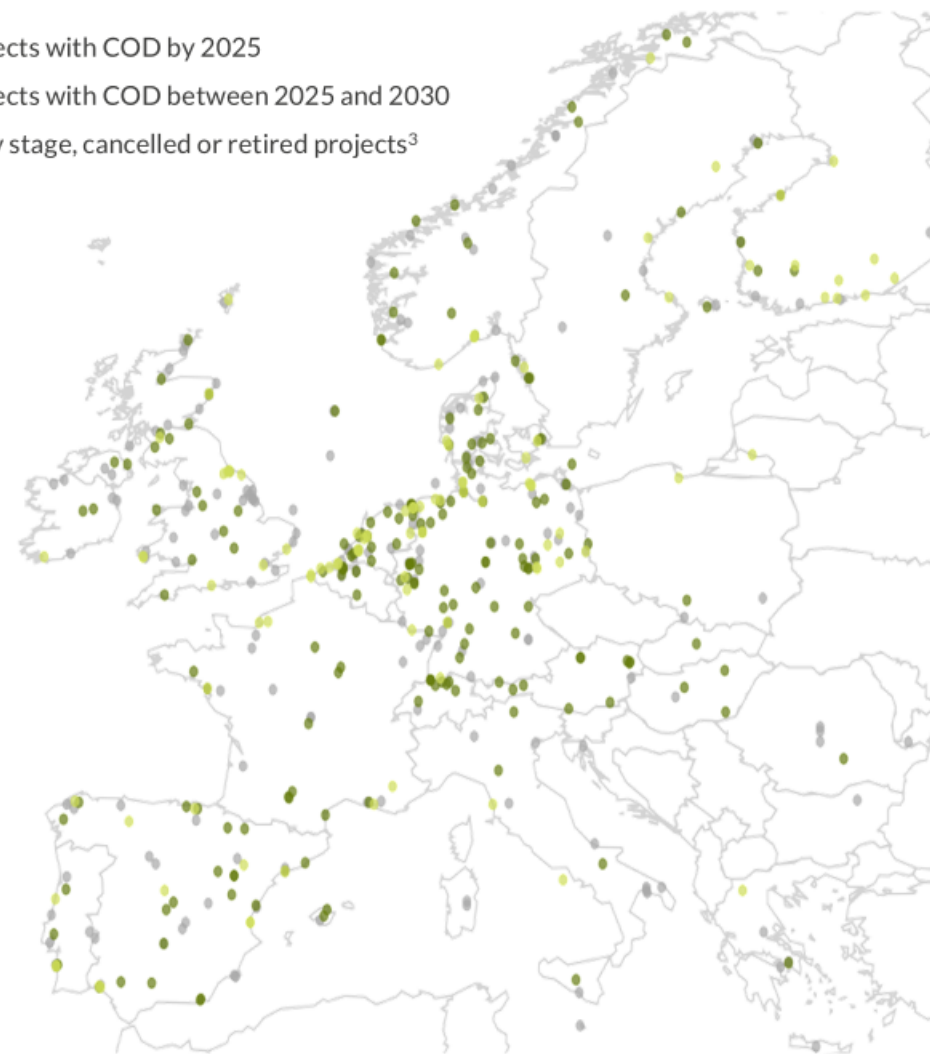 ects with COD by 2025
ects with COD between 2025 and 2030
stage, cancelled or retired projects³